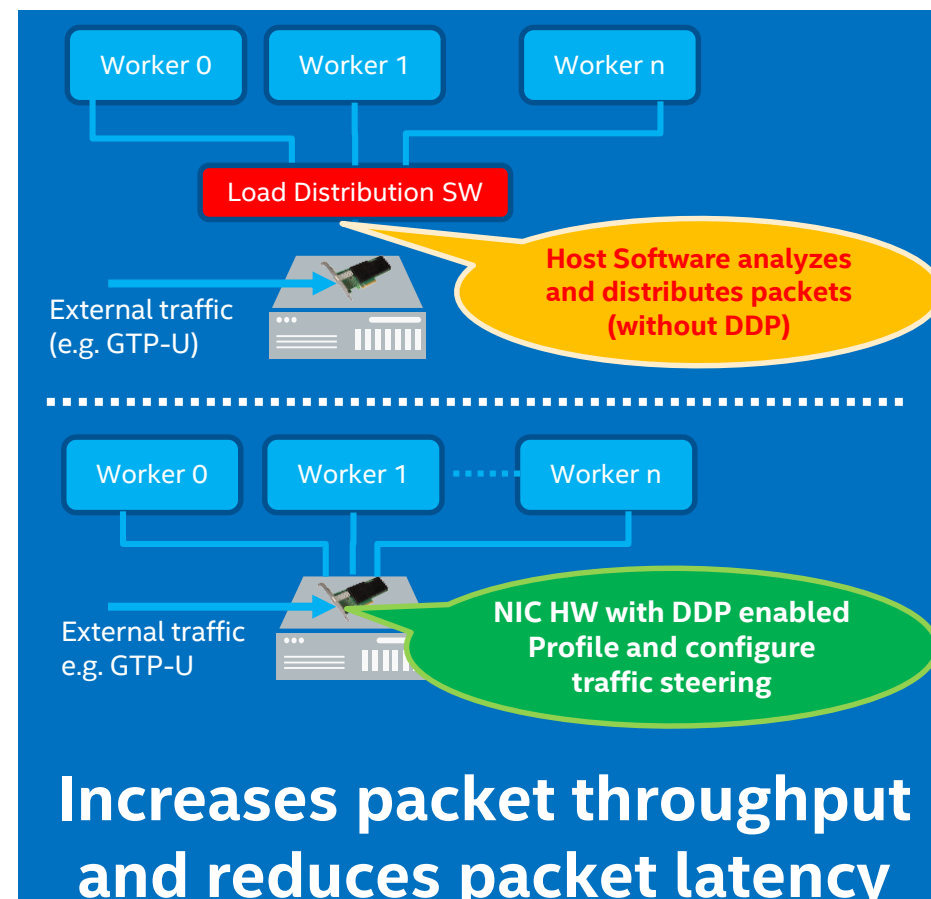 Worker 0
Worker 1
Worker n
Load Distribution SW
Host Software analyzes
and distributes packets
(without DDP)
External traffic
(e.g. GTP-U)
Worker 0
Worker 1
Worker n
NIC HW with DDP enabled
Profile and configure
traffic steering
External traffic
e.g. GTP-U
Increases packet throughput
and reduces packet latency